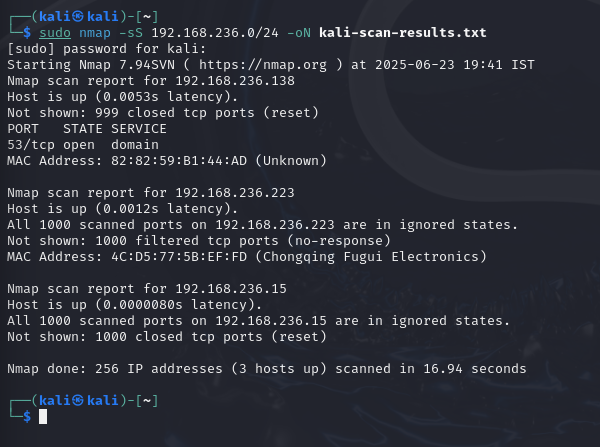 ┌──(kali㉿kali)-[~]
└─$ sudo nmap -sS 192.168.236.0/24 -oN kali-scan-results.txt
[sudo] password for kali:
Starting Nmap 7.94SVN ( https://nmap.org ) at 2025-06-23 19:41 IST
Nmap scan report for 192.168.236.138
Host is up (0.0053s latency).
Not shown: 999 closed tcp ports (reset)
PORT   STATE SERVICE
53/tcp open  domain
MAC Address: 82:82:59:B1:44:AD (Unknown)

Nmap scan report for 192.168.236.223
Host is up (0.0012s latency).
All 1000 scanned ports on 192.168.236.223 are in ignored states.
Not shown: 1000 filtered tcp ports (no-response)
MAC Address: 4C:D5:77:5B:EF:FD (Chongqing Fugui Electronics)

Nmap scan report for 192.168.236.15
Host is up (0.0000080s latency).
All 1000 scanned ports on 192.168.236.15 are in ignored states.
Not shown: 1000 closed tcp ports (reset)

Nmap done: 256 IP addresses (3 hosts up) scanned in 16.94 seconds

┌──(kali㉿kali)-[~]
└─$